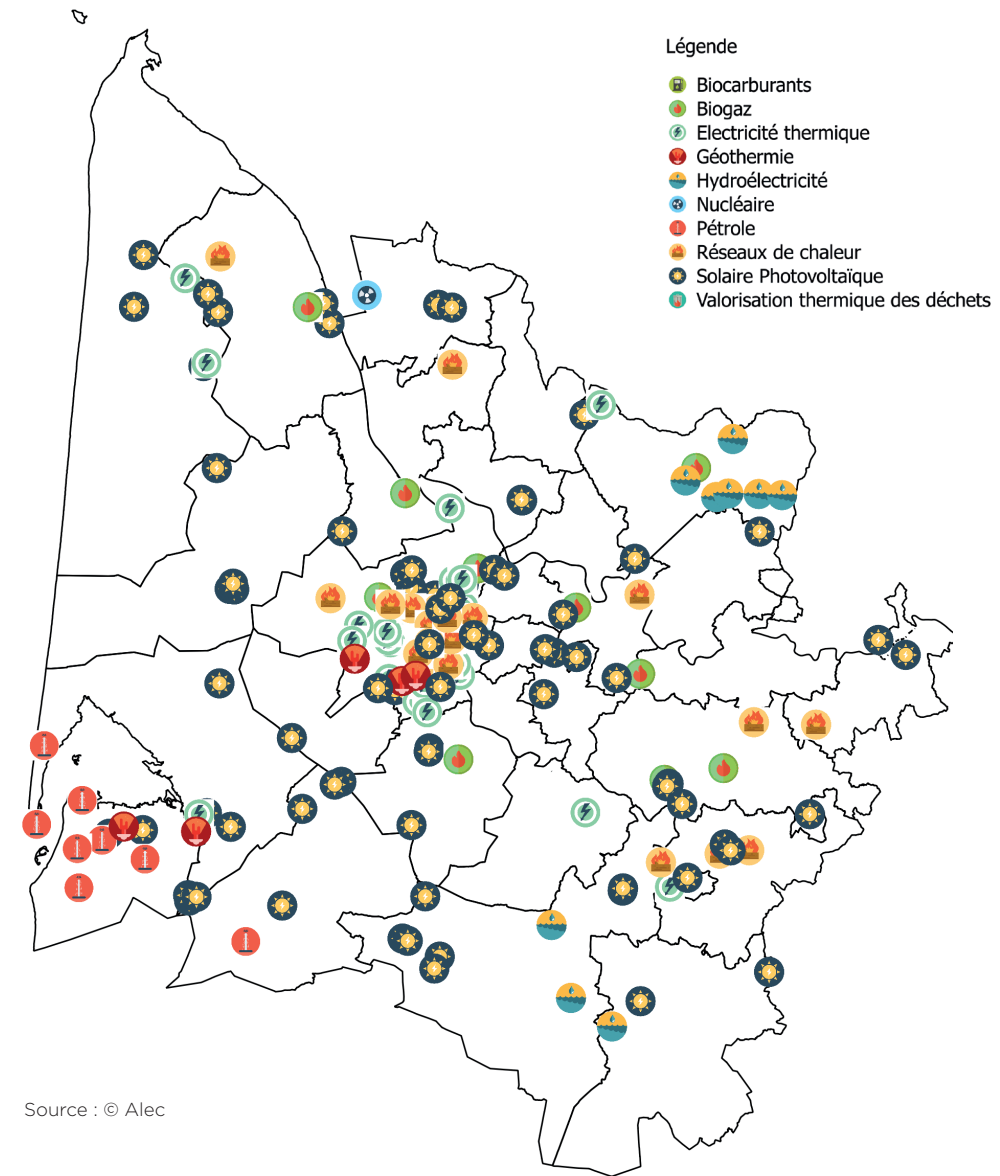 Légende
Biocarburants
Biogaz
Electricité thermique
Géothermie
Hydroélectricité
Nucléaire
Pétrole
Réseaux de chaleur
Solaire Photovoltaïque
Valorisation thermique des déchets
Source : © Alec